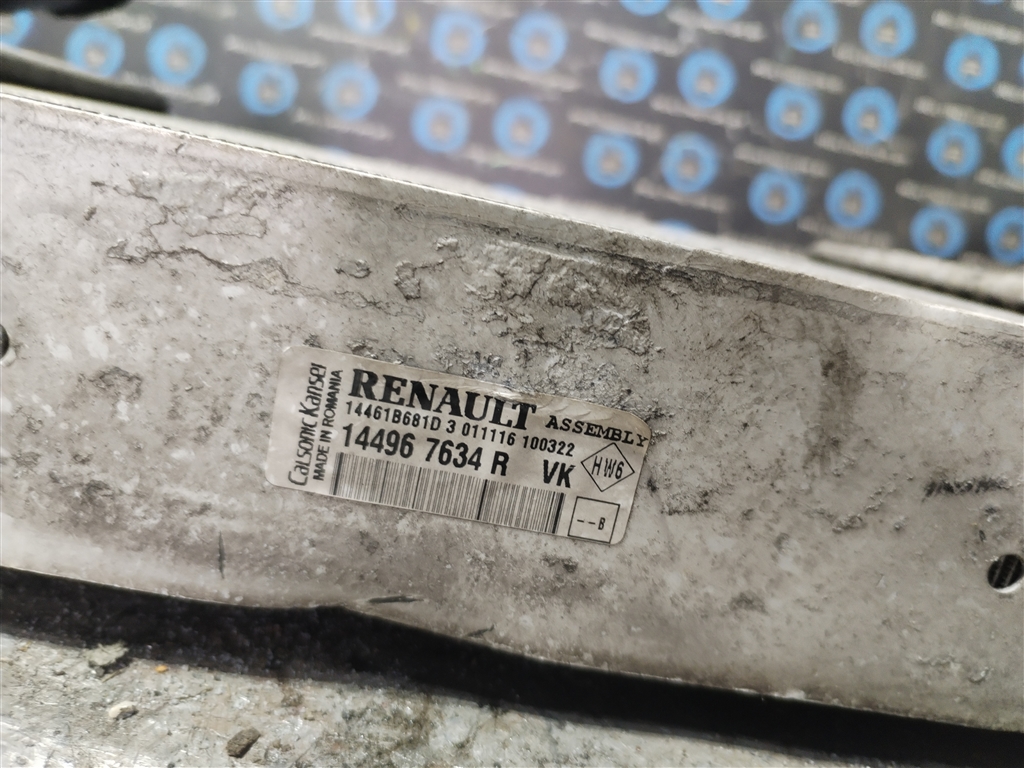 RENAULT ASSEMBLY
14461B681D 3 011116 100322
14496 7634 R VK
HW6
--B
Calsonic Kansei
MADE IN ROMANIA